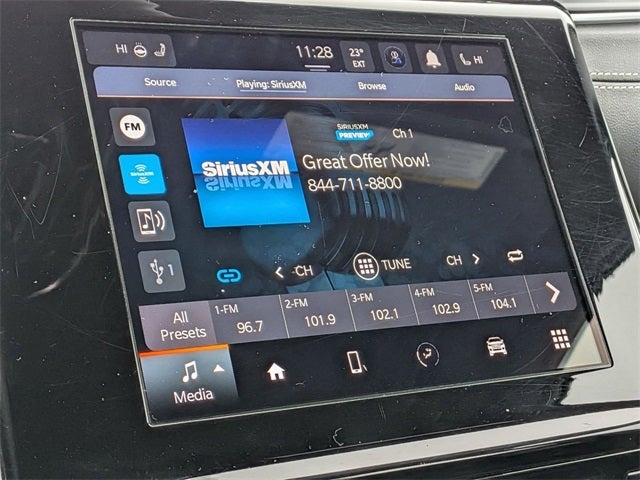 HI
11:28
23°
EXT
HI
Source
Playing: SiriusXM
Browse
Audio
FM
SiriusXM
1
SiriusXM
SIRIUSXM
PREVIEW
Ch 1
Great Offer Now!
844-711-8800
CH
TUNE
CH
All
Presets
1-FM
96.7
2-FM
101.9
3-FM
102.1
4-FM
102.9
5-FM
104.1
Media